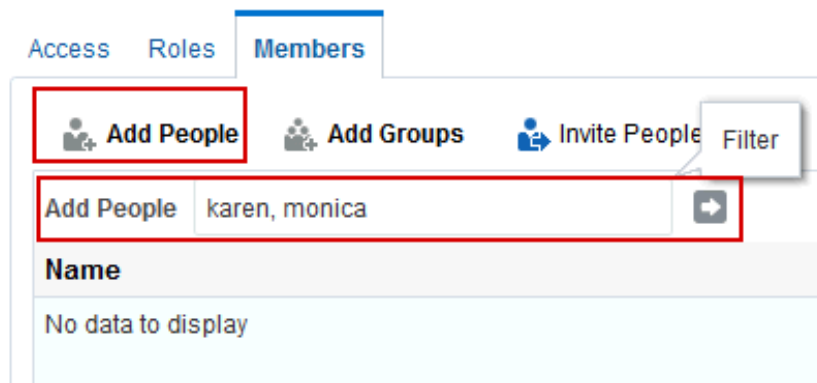 Access Roles Members
Add People Add Groups Invite People Filter
Add People karen, monica
Name
No data to display